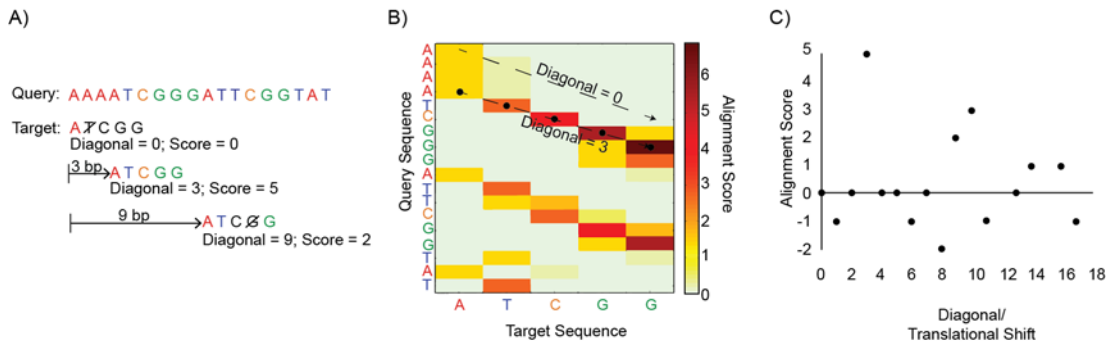 A)
Query: AAAATCGGGATTCGGTAT
Target: ATCGG
Diagonal = 0; Score = 0
3 bp
ATCGG
Diagonal = 3; Score = 5
9 bp
ATCGG
Diagonal = 9; Score = 2
B)
Query Sequence
A
A
A
A
T
C
G
G
G
A
T
T
C
G
G
T
A
T
Diagonal = 0
Diagonal = 3
A T C G G
Target Sequence
6
5
4
3
2
1
0
Alignment Score
C)
Alignment Score
5
4
3
2
1
0
-1
-2
0 2 4 6 8 10 12 14 16 18
Diagonal/
Translational Shift